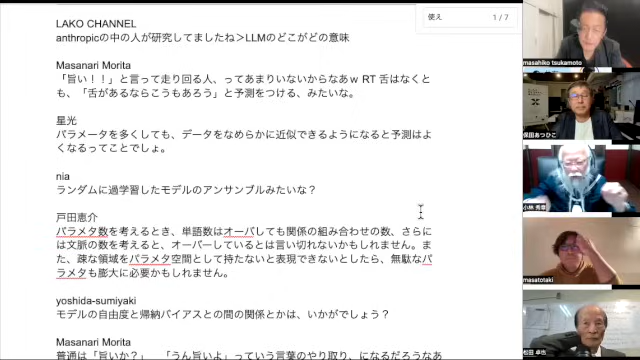 使え
1 / 7
LAKO CHANNEL
anthropicの中の人が研究してましたね＞LLMのどこがどの意味
Masanari Morita
「旨い！！」と言って走り回る人、ってあまりいないからなあｗ RT 舌はなくと
も、「舌があるならこうもあろう」と予測をつける、みたいな。
星光
パラメータを多くしても、データをなめらかに近似できるようになると予測はよ
くなるってことでしょ。
nia
ランダムに過学習したモデルのアンサンブルみたいな？
戸田恵介
パラメタ数を考えるとき、単語数はオーバしても関係の組み合わせの数、さらに
は文脈の数を考えると、オーバーしているとは言い切れないかもしれません。ま
た、疎な領域をパラメタ空間として持たないと表現できないとしたら、無駄なパ
ラメタも膨大に必要かもしれません。
yoshida-sumiyaki
モデルの自由度と帰納バイアスとの間の関係とかは、いかがでしょう？
Masanari Morita
普通は「旨いか？」　「うん旨いよ」っていう言葉のやり取り、になるだろうなあ
masahiko tsukamoto
保田あつひこ
小林 秀章
masatotaki
松田 卓也